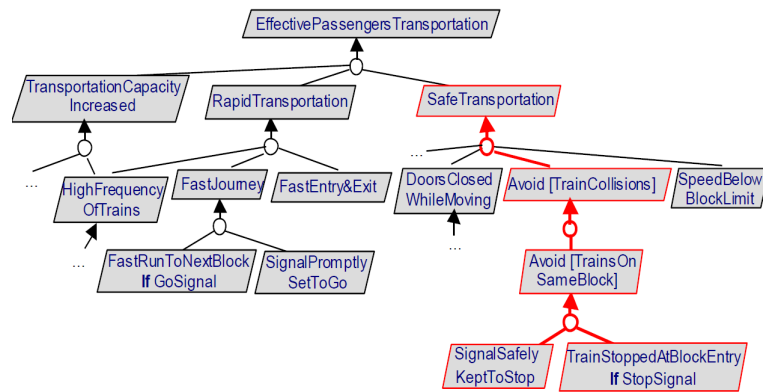 EffectivePassengersTransportation
TransportationCapacity
Increased
RapidTransportation
SafeTransportation
...
...
HighFrequency
OfTrains
FastJourney
FastEntry&Exit
DoorsClosed
WhileMoving
Avoid [TrainCollisions]
SpeedBelow
BlockLimit
...
...
FastRunToNextBlock
If GoSignal
SignalPromptly
SetToGo
Avoid [TrainsOn
SameBlock]
SignalSafely
KeptToStop
TrainStoppedAtBlockEntry
If StopSignal